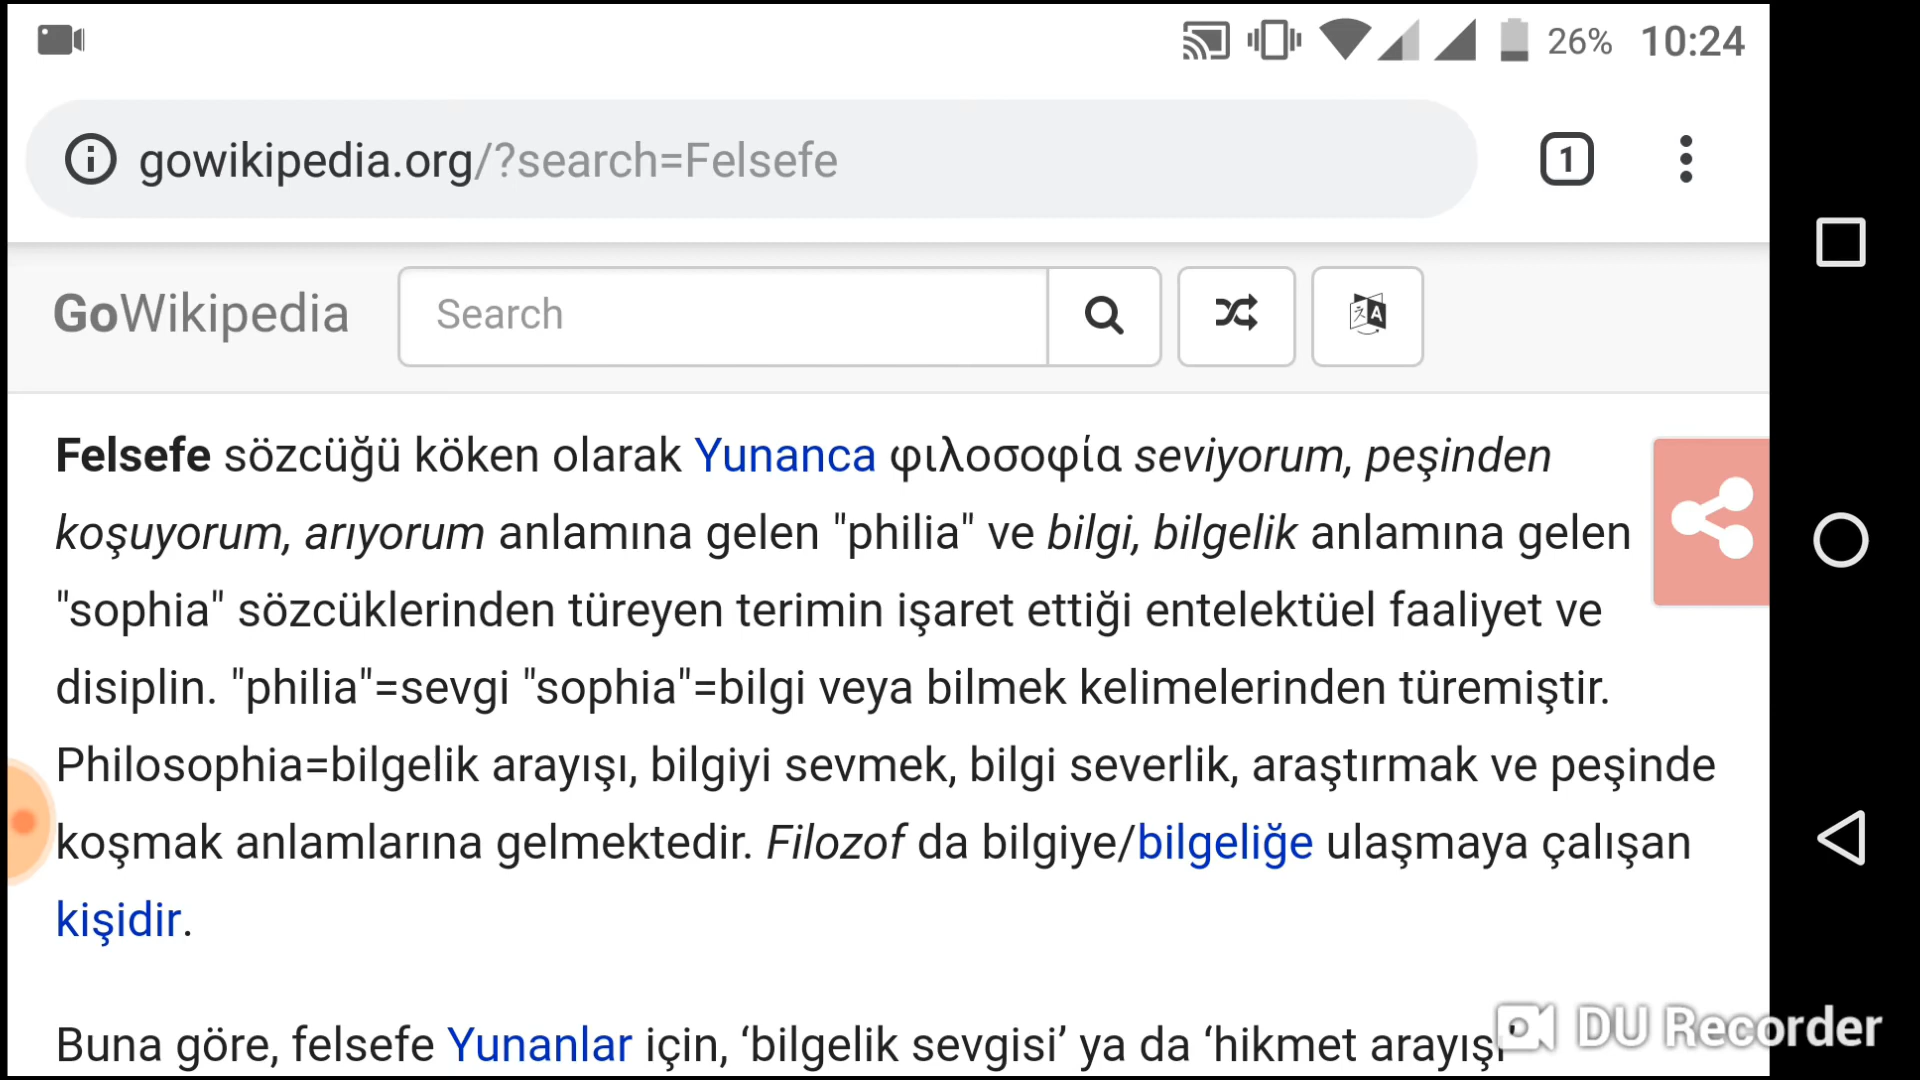 26% 10:24
gowikipedia.org/?search=Felsefe
1
GoWikipedia Search
Felsefe sözcüğü köken olarak Yunanca φιλοσοφία seviyorum, peşinden
koşuyorum, arıyorum anlamına gelen "philia" ve bilgi, bilgelik anlamına gelen
"sophia" sözcüklerinden türeyen terimin işaret ettiği entelektüel faaliyet ve
disiplin. "philia"=sevgi "sophia"=bilgi veya bilmek kelimelerinden türemiştir.
Philosophia=bilgelik arayışı, bilgiyi sevmek, bilgi severlik, araştırmak ve peşinde
koşmak anlamlarına gelmektedir. Filozof da bilgiye/bilgeliğe ulaşmaya çalışan
kişidir.
Buna göre, felsefe Yunanlar için, ‘bilgelik sevgisi’ ya da ‘hikmet arayışı’
DU Recorder